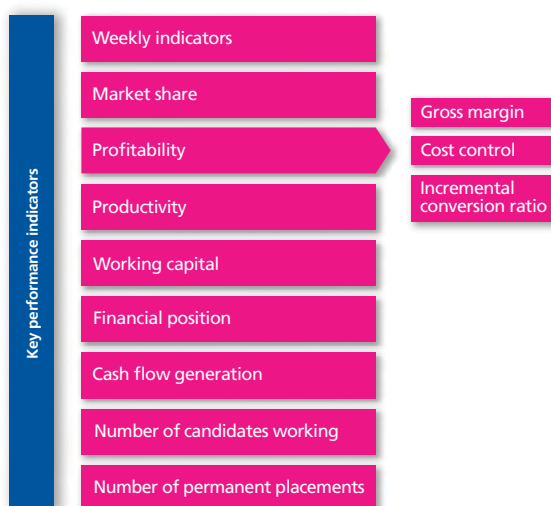 Key performance indicators
Weekly indicators
Market share
Profitability
Gross margin
Cost control
Incremental
conversion ratio
Productivity
Working capital
Financial position
Cash flow generation
Number of candidates working
Number of permanent placements